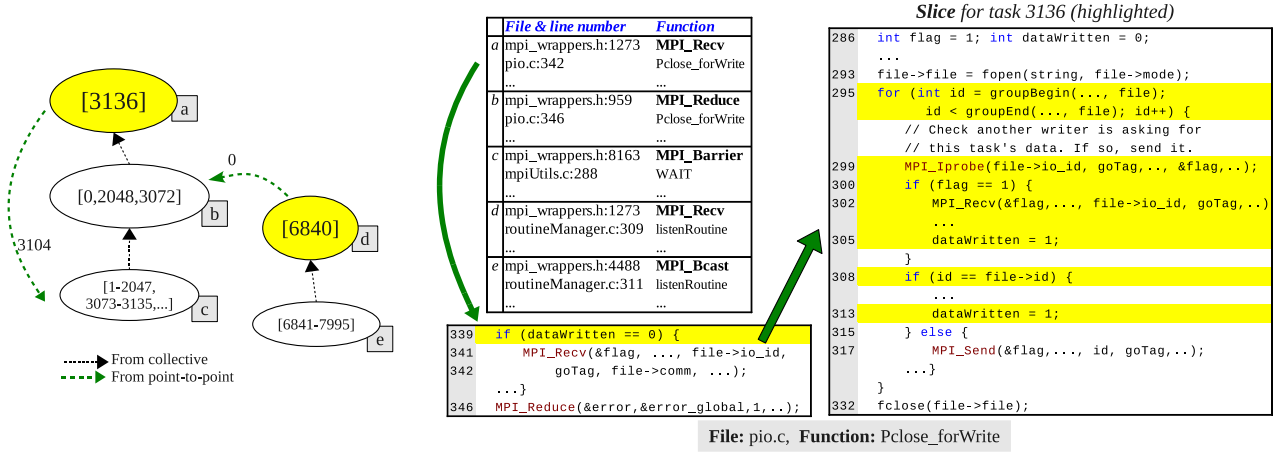 [3136]
a
0
[0,2048,3072]
b
[6840]
d
3104
[1-2047,
3073-3135,...]
c
[6841-7995]
e
From collective
From point-to-point
File & line number Function
a mpi_wrappers.h:1273 MPI_Recv
pio.c:342 Pclose_forWrite
... ...
b mpi_wrappers.h:959 MPI_Reduce
pio.c:346 Pclose_forWrite
... ...
c mpi_wrappers.h:8163 MPI_Barrier
mpiUtils.c:288 WAIT
... ...
d mpi_wrappers.h:1273 MPI_Recv
routineManager.c:309 listenRoutine
... ...
e mpi_wrappers.h:4488 MPI_Bcast
routineManager.c:311 listenRoutine
... ...
339 if (dataWritten == 0) {
341 MPI_Recv(&flag, ..., file->io_id,
342 goTag, file->comm, ...);
...}
346 MPI_Reduce(&error,&error_global,1,..);
Slice for task 3136 (highlighted)
286 int flag = 1; int dataWritten = 0;
...
293 file->file = fopen(string, file->mode);
295 for (int id = groupBegin(..., file);
id < groupEnd(..., file); id++) {
// Check another writer is asking for
// this task's data. If so, send it.
299 MPI_Iprobe(file->io_id, goTag,.., &flag,..);
300 if (flag == 1) {
302 MPI_Recv(&flag,..., file->io_id, goTag,..)
...
305 dataWritten = 1;
}
308 if (id == file->id) {
...
313 dataWritten = 1;
315 } else {
317 MPI_Send(&flag,..., id, goTag,..);
...}
}
332 fclose(file->file);
File: pio.c, Function: Pclose_forWrite